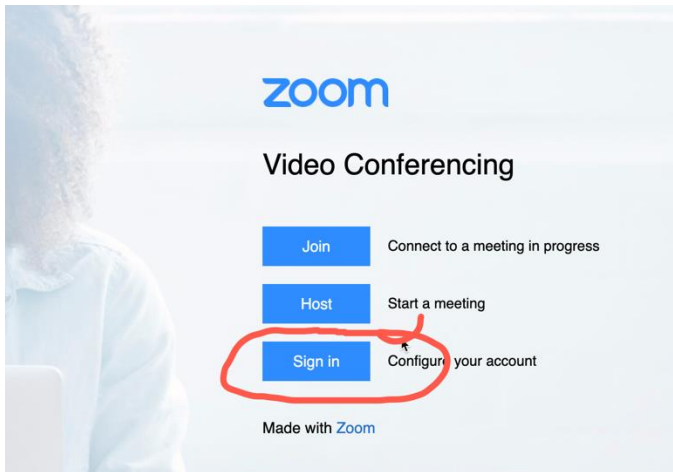 zoom
Video Conferencing
Join Connect to a meeting in progress
Host Start a meeting
Sign in Configure your account
Made with Zoom